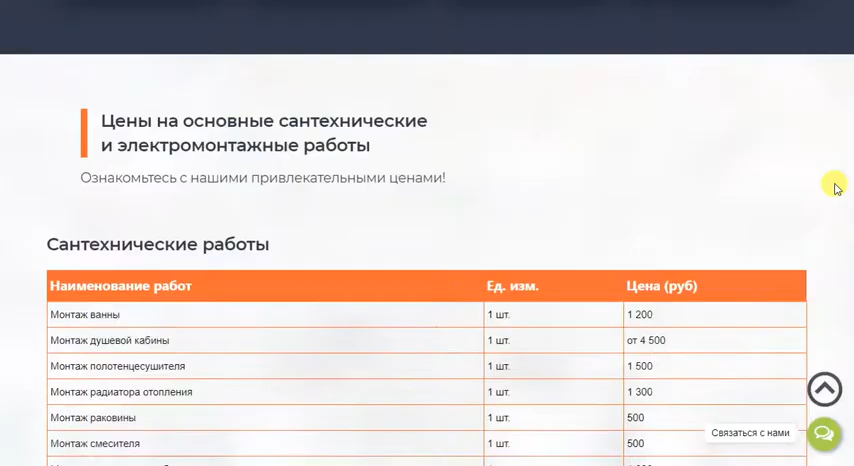 Цены на основные сантехнические
и электромонтажные работы
Ознакомьтесь с нашими привлекательными ценами!
Сантехнические работы
Наименование работ Ед. изм. Цена (руб)
Монтаж ванны 1 шт. 1 200
Монтаж душевой кабины 1 шт. от 4 500
Монтаж полотенцесушителя 1 шт. 1 500
Монтаж радиатора отопления 1 шт. 1 300
Монтаж раковины 1 шт. 500
Связаться с нами
Монтаж смесителя 1 шт. 500